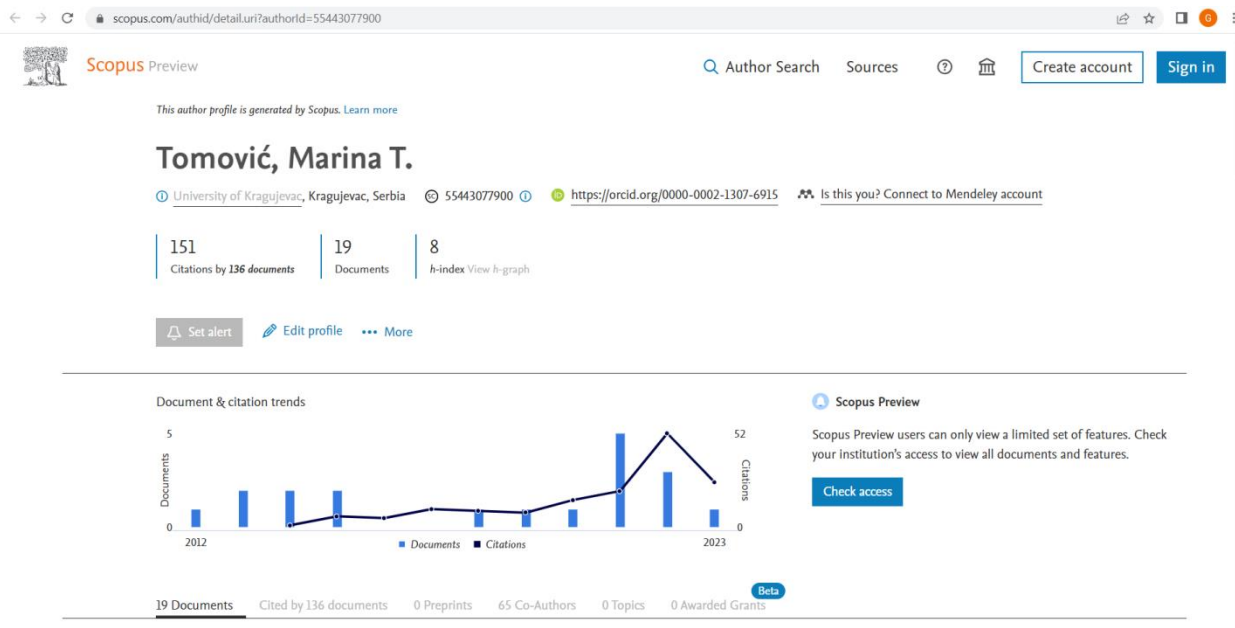 scopus.com/authid/detail.uri?authorId=55443077900
G
Scopus Preview
Author Search Sources Create account Sign in
This author profile is generated by Scopus. Learn more
Tomović, Marina T.
University of Kragujevac, Kragujevac, Serbia SC 55443077900 iD https://orcid.org/0000-0002-1307-6915 Is this you? Connect to Mendeley account
151 19 8
Citations by 136 documents Documents h-index View h-graph
Set alert Edit profile More
Document & citation trends
5
Documents
0
52
Citations
0
2012 2023
Documents Citations
Scopus Preview
Scopus Preview users can only view a limited set of features. Check
your institution's access to view all documents and features.
Check access
Beta
19 Documents Cited by 136 documents 0 Preprints 65 Co-Authors 0 Topics 0 Awarded Grants